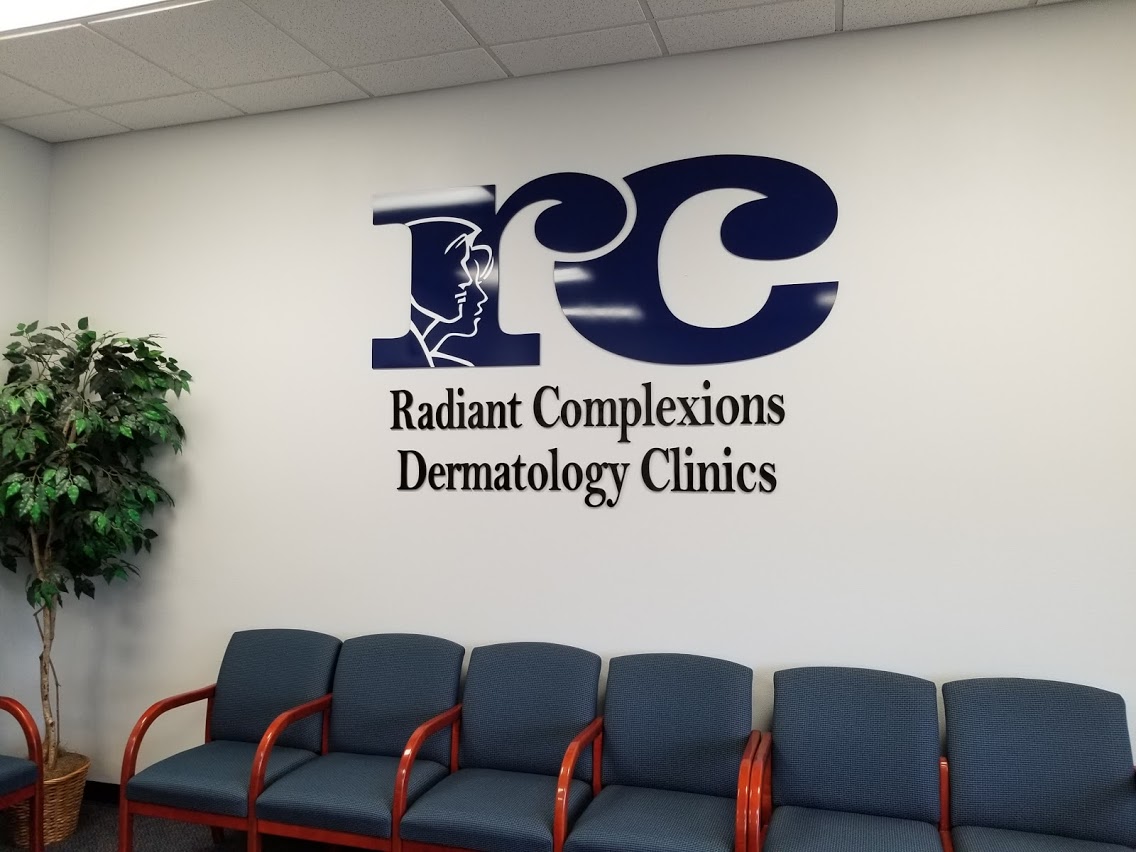 rc
Radiant Complexions
Dermatology Clinics